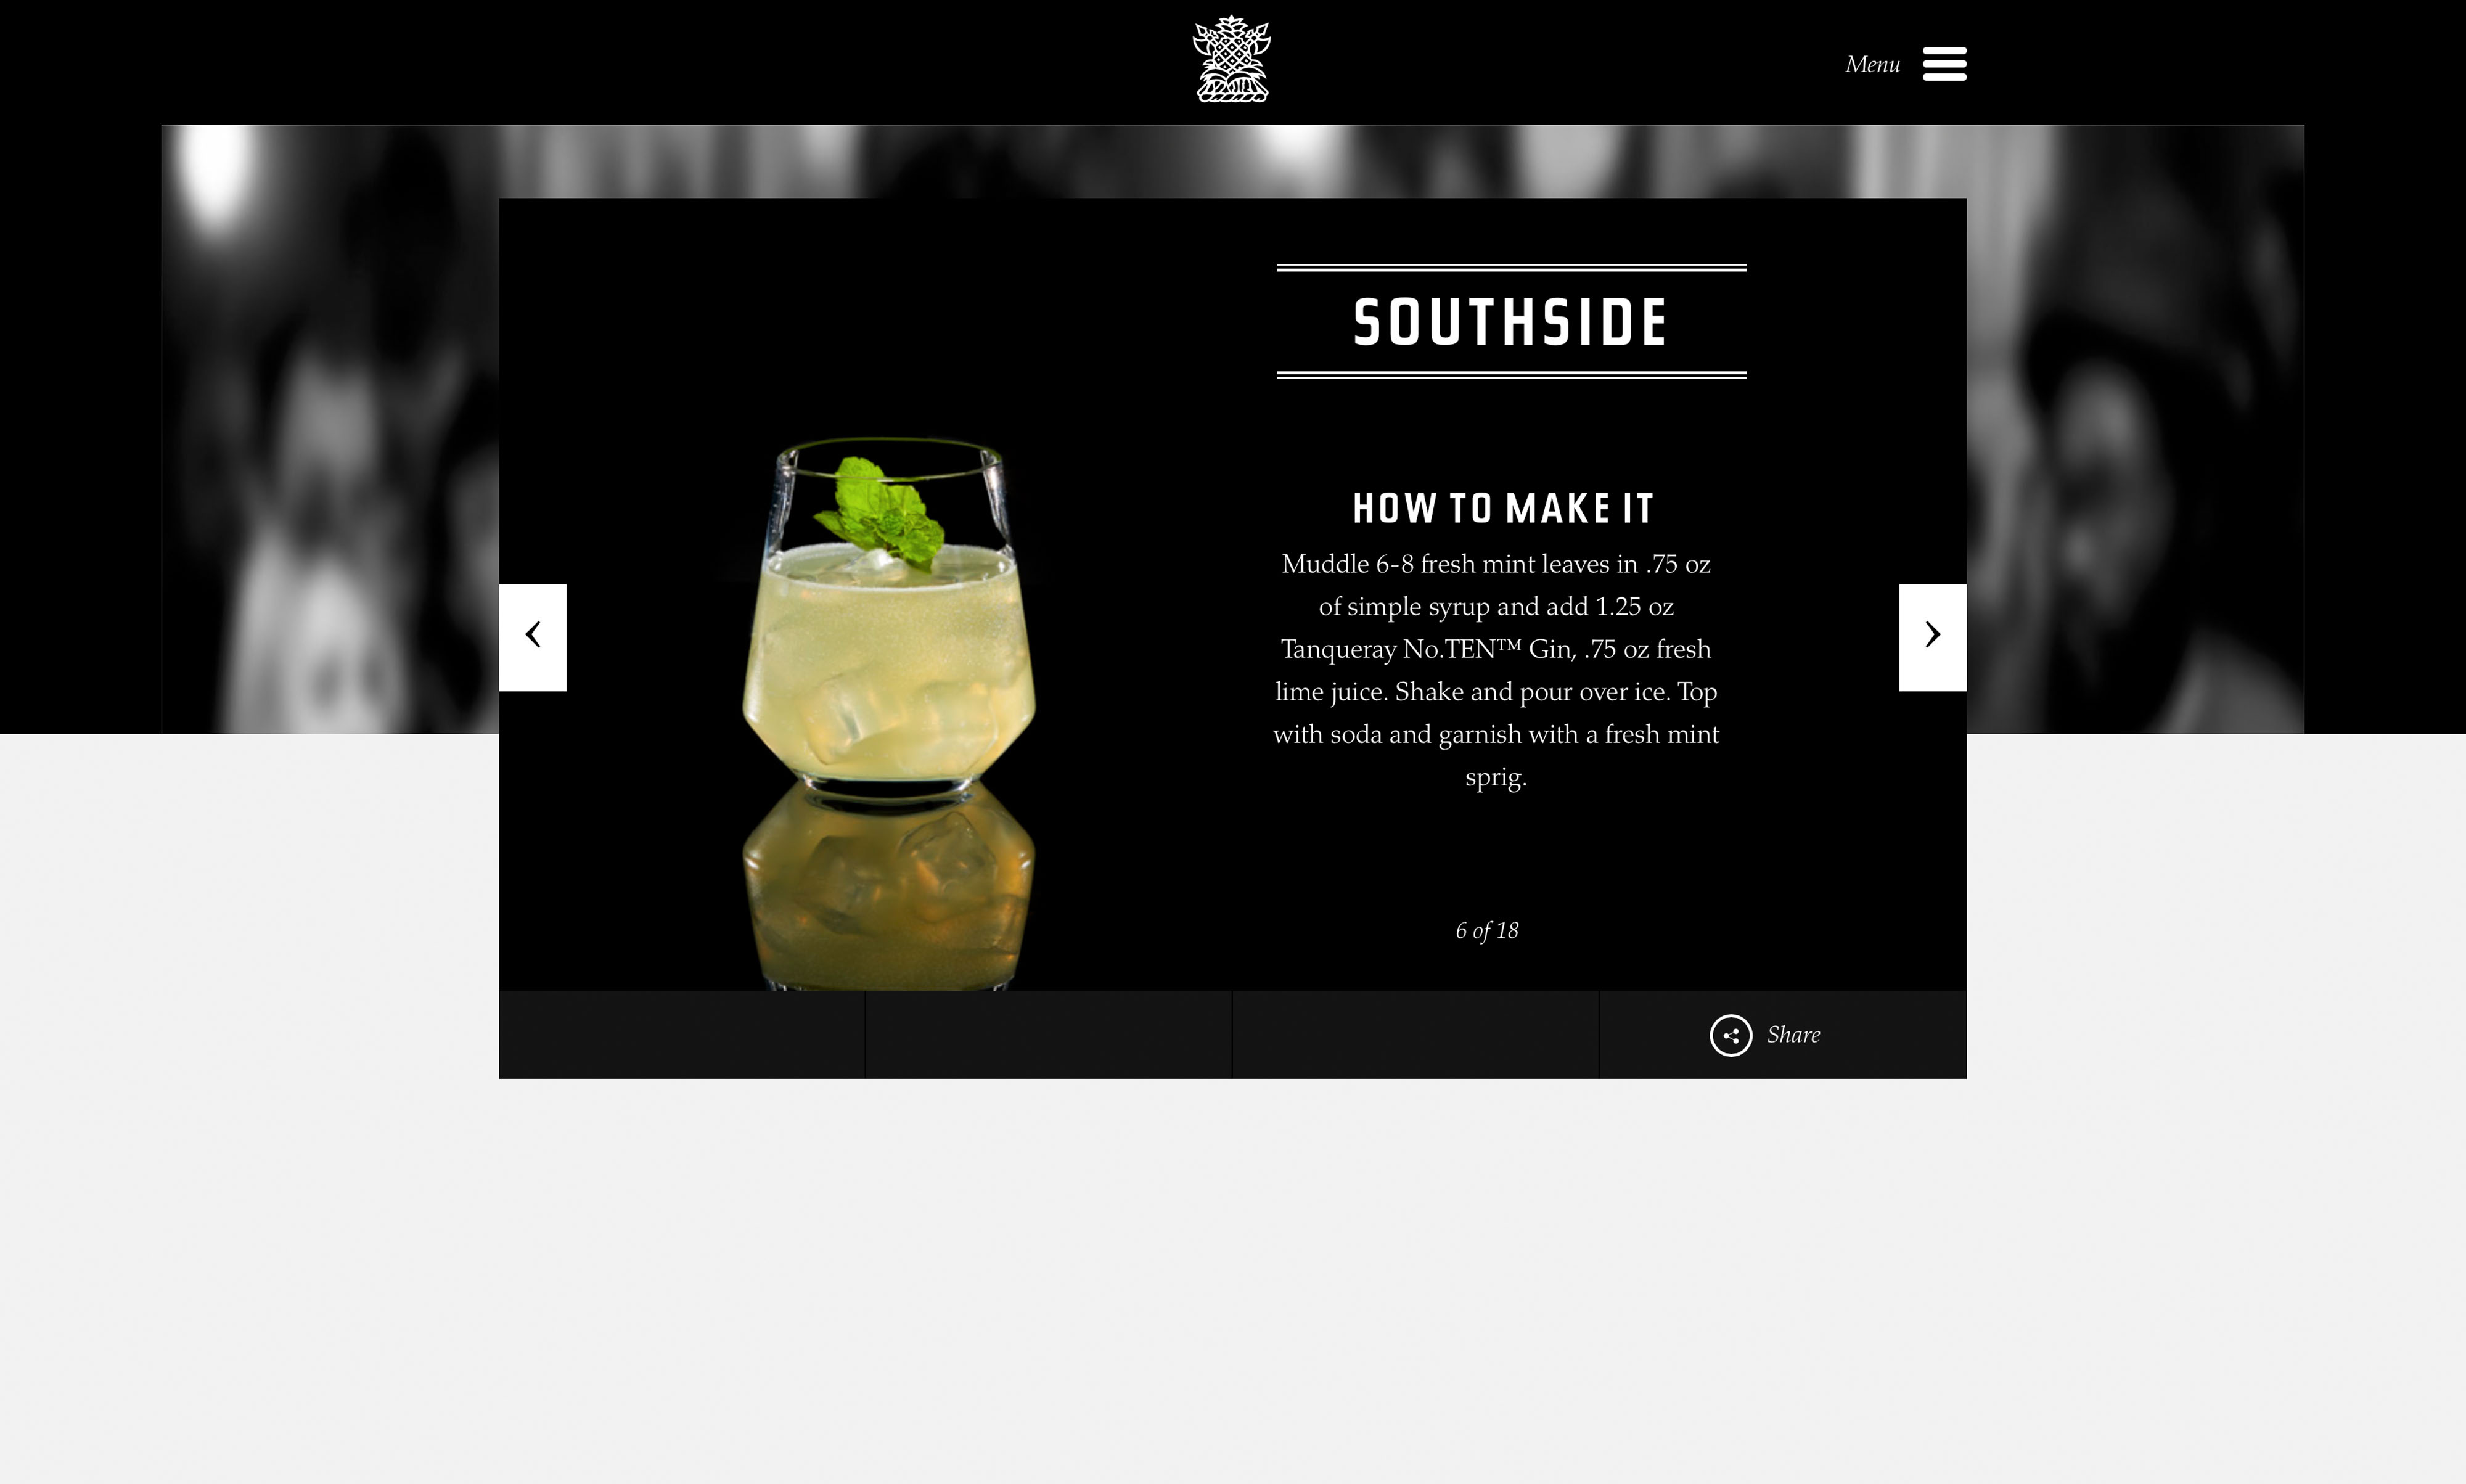 Menu
SOUTHSIDE
HOW TO MAKE IT
Muddle 6-8 fresh mint leaves in .75 oz
of simple syrup and add 1.25 oz
Tanqueray No.TEN™ Gin, .75 oz fresh
lime juice. Shake and pour over ice. Top
with soda and garnish with a fresh mint
sprig.
6 of 18
Share